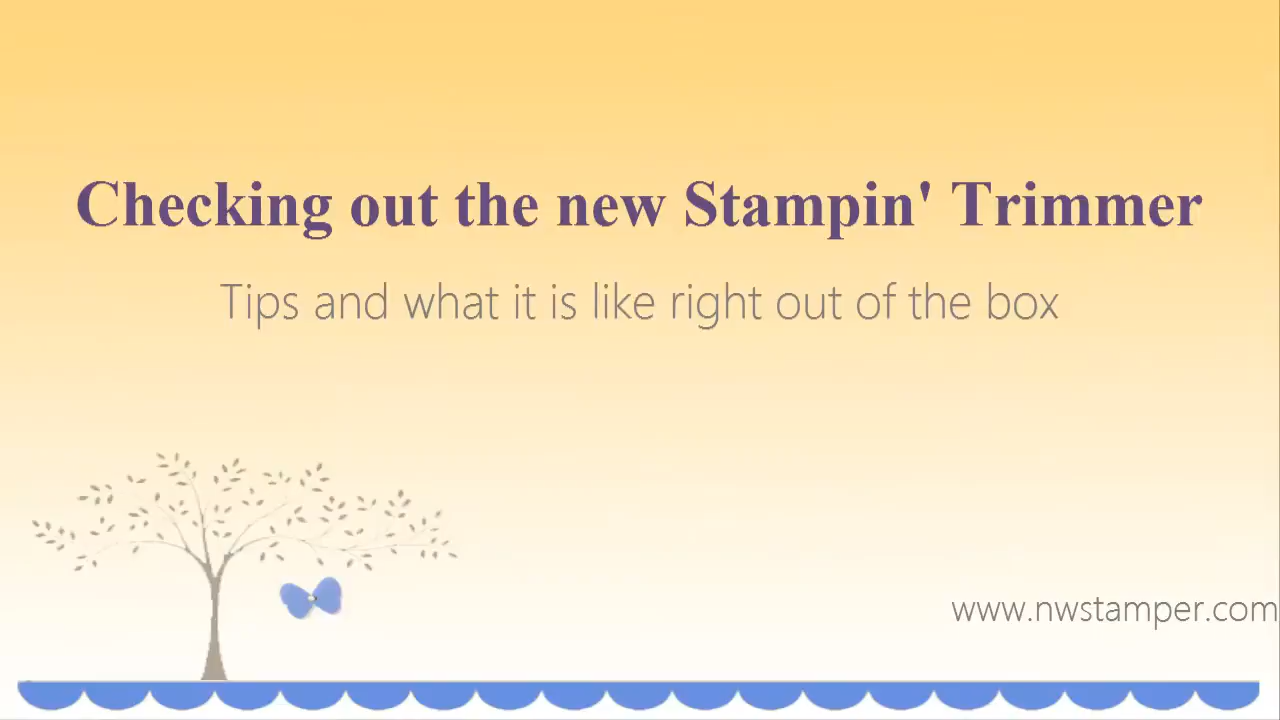 Checking out the new Stampin' Trimmer
Tips and what it is like right out of the box
www.nwstamper.com